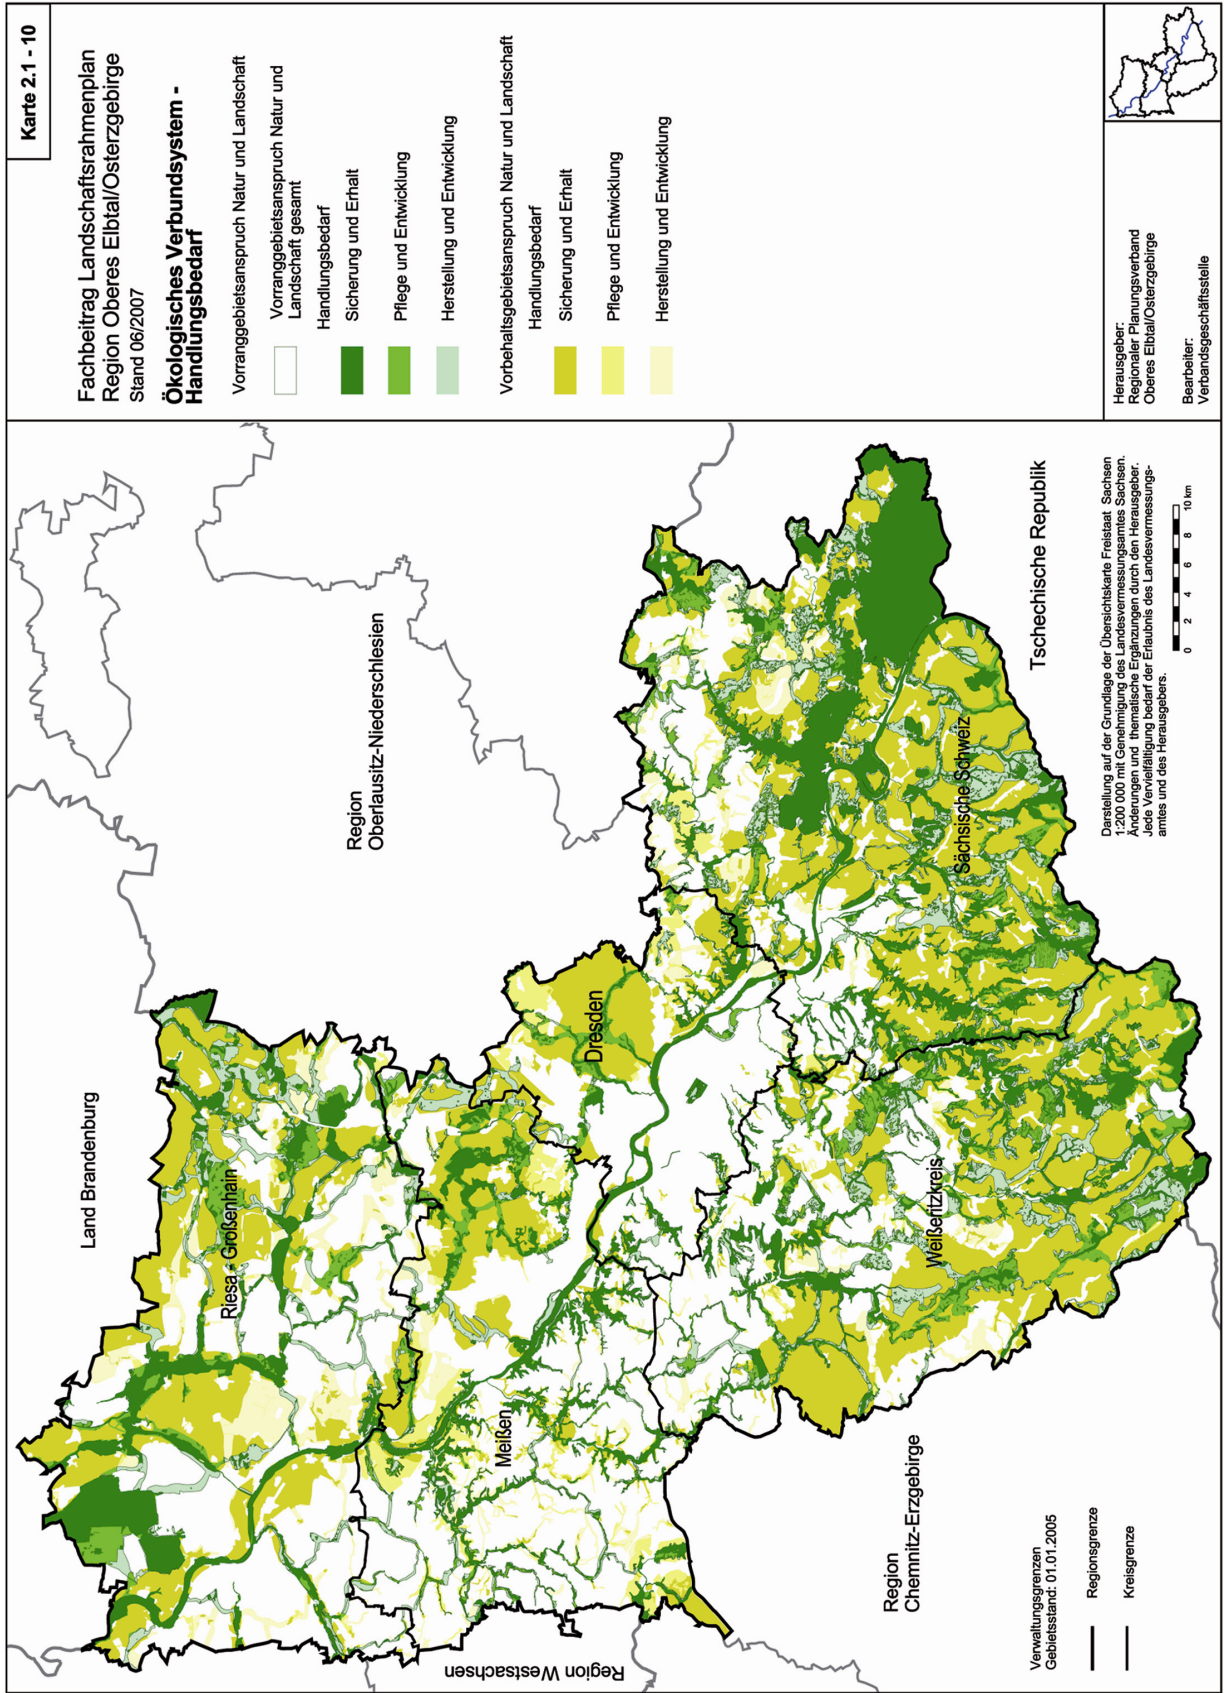 Karte 2.1 - 10
Fachbeitrag Landschaftsrahmenplan
Region Oberes Elbtal/Osterzgebirge
Stand 06/2007
Ökologisches Verbundsystem -
Handlungsbedarf
Vorranggebietsanspruch Natur und Landschaft
Vorranggebietsanspruch Natur und
Landschaft gesamt
Handlungsbedarf
Sicherung und Erhalt
Pflege und Entwicklung
Herstellung und Entwicklung
Vorbehaltsgebietsanspruch Natur und Landschaft
Handlungsbedarf
Sicherung und Erhalt
Pflege und Entwicklung
Herstellung und Entwicklung
Herausgeber:
Regionaler Planungsverband
Oberes Elbtal/Osterzgebirge
Bearbeiter:
Verbandsgeschäftsstelle
Land Brandenburg
Region
Oberlausitz-Niederschlesien
Riesa - Großenhain
Dresden
Meißen
Region Westsachsen
Weißeritzkreis
Sächsische Schweiz
Tschechische Republik
Region
Chemnitz-Erzgebirge
Verwaltungsgrenzen
Gebietsstand: 01.01.2005
Regionsgrenze
Kreisgrenze
Darstellung auf der Grundlage der Übersichtskarte Freistaat Sachsen
1:200 000 mit Genehmigung des Landesvermessungsamtes Sachsen.
Änderungen und thematische Ergänzungen durch den Herausgeber.
Jede Vervielfältigung bedarf der Erlaubnis des Landesvermessungs-
amtes und des Herausgebers.
0 2 4 6 8 10 km